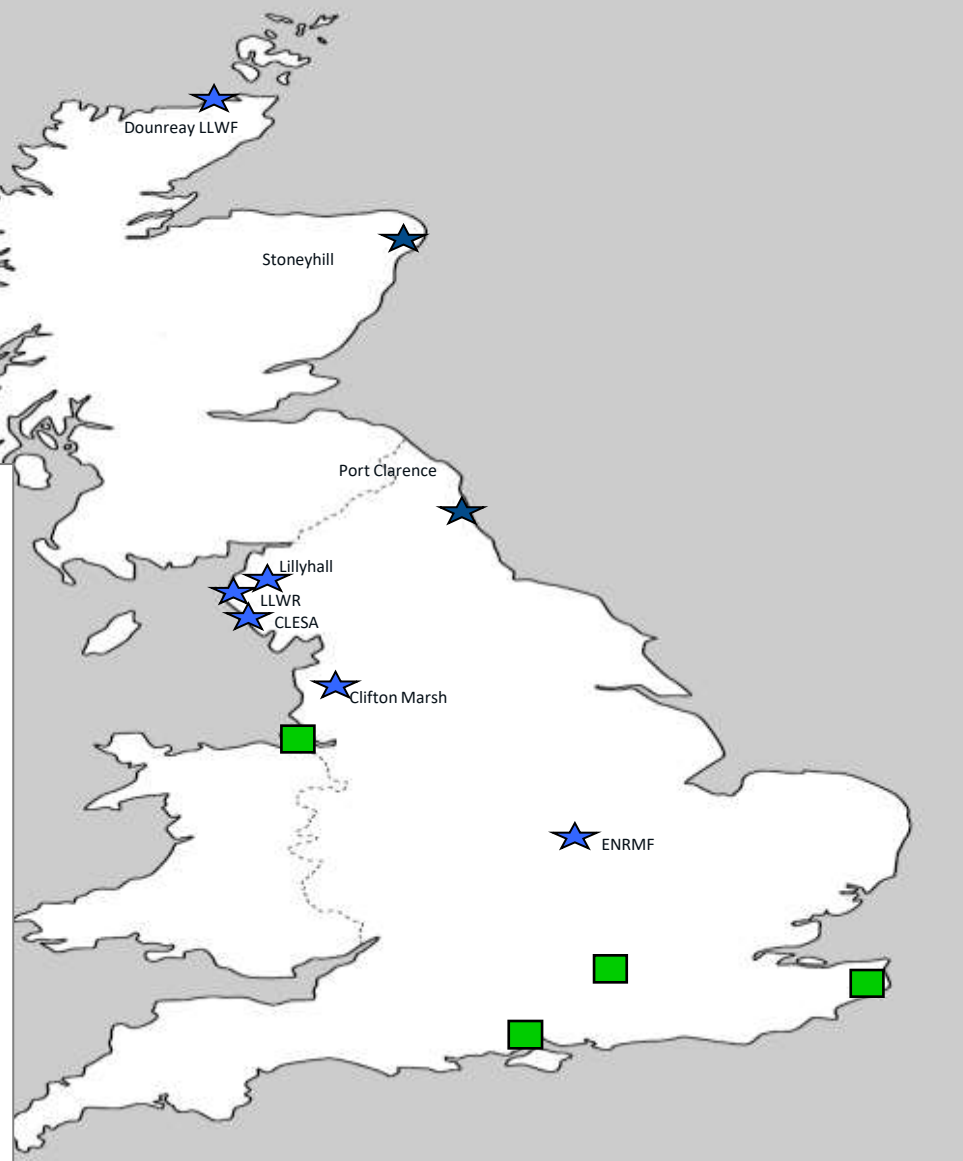 Dounreay LLWF
Stoneyhill
Port Clarence
Lillyhall
LLWR
CLESA
Clifton Marsh
ENRMF